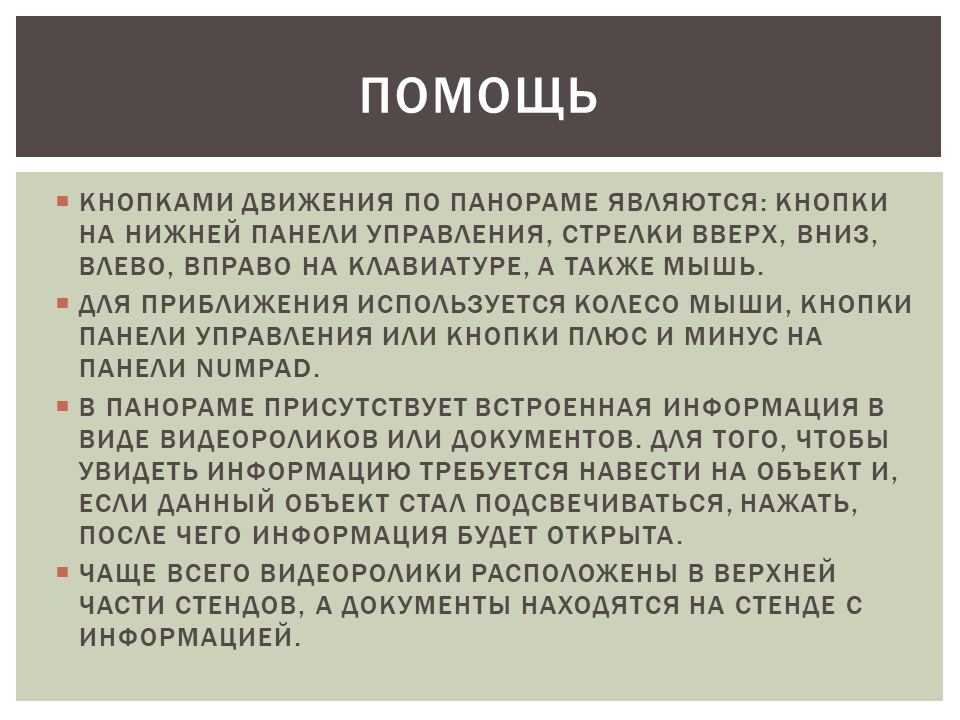 ПОМОЩЬ
КНОПКАМИ ДВИЖЕНИЯ ПО ПАНОРАМЕ ЯВЛЯЮТСЯ: КНОПКИ
НА НИЖНЕЙ ПАНЕЛИ УПРАВЛЕНИЯ, СТРЕЛКИ ВВЕРХ, ВНИЗ,
ВЛЕВО, ВПРАВО НА КЛАВИАТУРЕ, А ТАКЖЕ МЫШЬ.
ДЛЯ ПРИБЛИЖЕНИЯ ИСПОЛЬЗУЕТСЯ КОЛЕСО МЫШИ, КНОПКИ
ПАНЕЛИ УПРАВЛЕНИЯ ИЛИ КНОПКИ ПЛЮС И МИНУС НА
ПАНЕЛИ NUMPAD.
В ПАНОРАМЕ ПРИСУТСТВУЕТ ВСТРОЕННАЯ ИНФОРМАЦИЯ В
ВИДЕ ВИДЕОРОЛИКОВ ИЛИ ДОКУМЕНТОВ. ДЛЯ ТОГО, ЧТОБЫ
УВИДЕТЬ ИНФОРМАЦИЮ ТРЕБУЕТСЯ НАВЕСТИ НА ОБЪЕКТ И,
ЕСЛИ ДАННЫЙ ОБЪЕКТ СТАЛ ПОДСВЕЧИВАТЬСЯ, НАЖАТЬ,
ПОСЛЕ ЧЕГО ИНФОРМАЦИЯ БУДЕТ ОТКРЫТА.
ЧАЩЕ ВСЕГО ВИДЕОРОЛИКИ РАСПОЛОЖЕНЫ В ВЕРХНЕЙ
ЧАСТИ СТЕНДОВ, А ДОКУМЕНТЫ НАХОДЯТСЯ НА СТЕНДЕ С
ИНФОРМАЦИЕЙ.